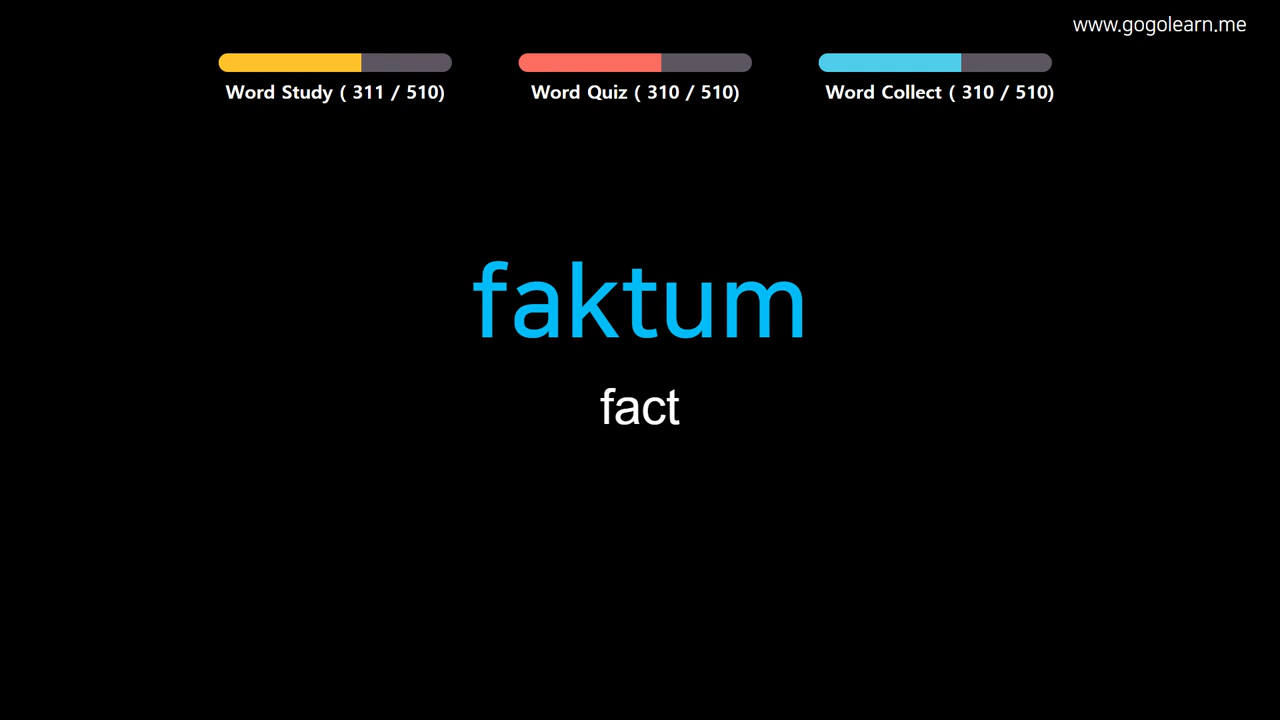 www.gogolearn.me
Word Study ( 311 / 510)
Word Quiz ( 310 / 510)
Word Collect ( 310 / 510)
faktum
fact